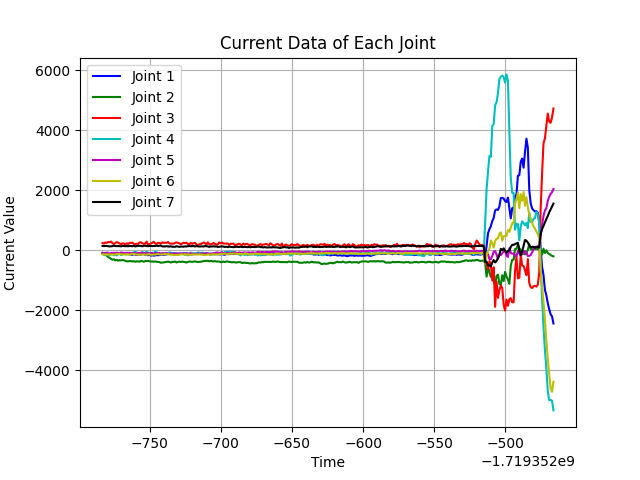 Current Data of Each Joint
Joint 1
Joint 2
Joint 3
Joint 4
Joint 5
Joint 6
Joint 7
Current Value
6000
4000
2000
0
−2000
−4000
−750
−700
−650
−600
−550
−500
Time
−1.719352e9